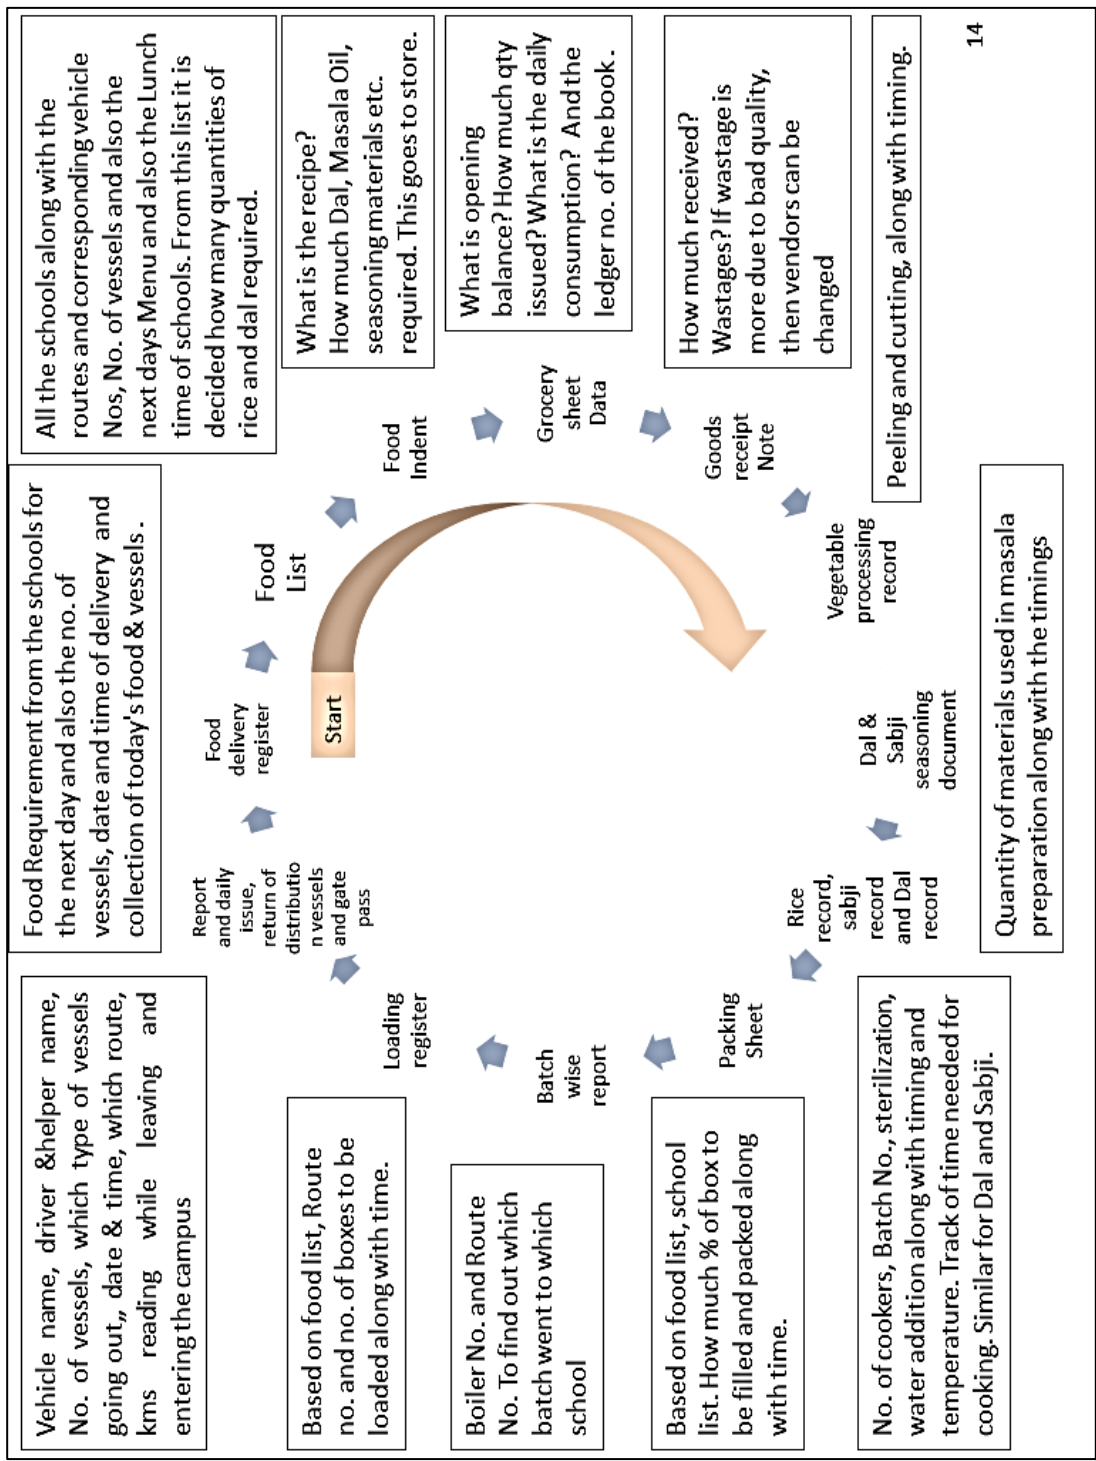 Food Requirement from the schools for
the next day and also the no. of
vessels, date and time of delivery and
collection of today's food & vessels .
All the schools along with the
routes and corresponding vehicle
Nos, No. of vessels and also the
next days Menu and also the Lunch
time of schools. From this list it is
decided how many quantities of
rice and dal required.
What is the recipe?
How much Dal, Masala Oil,
seasoning materials etc.
required. This goes to store.
What is opening
balance? How much qty
issued? What is the daily
consumption? And the
ledger no. of the book .
How much received?
Wastages? If wastage is
more due to bad quality,
then vendors can be
changed
Peeling and cutting, along with timing.
Quantity of materials used in masala
preparation along with the timings
No. of cookers, Batch No., sterilization,
water addition along with timing and
temperature. Track of time needed for
cooking. Similar for Dal and Sabji.
Based on food list, school
list. How much % of box to
be filled and packed along
with time.
Boiler No. and Route
No. To find out which
batch went to which
school
Based on food list, Route
no. and no. of boxes to be
loaded along with time.
Vehicle name, driver &helper name,
No. of vessels, which type of vessels
going out,, date & time, which route,
kms reading while leaving and
entering the campus
Start
Food
delivery
register
Food
List
Food
Indent
Grocery
sheet
Data
Goods
receipt
Note
Vegetable
processing
record
Dal &
Sabji
seasoning
document
Rice
record,
sabji
record
and Dal
record
Packing
Sheet
Batch
wise
report
Loading
register
Report
and daily
issue,
return of
distributio
n vessels
and gate
pass
14